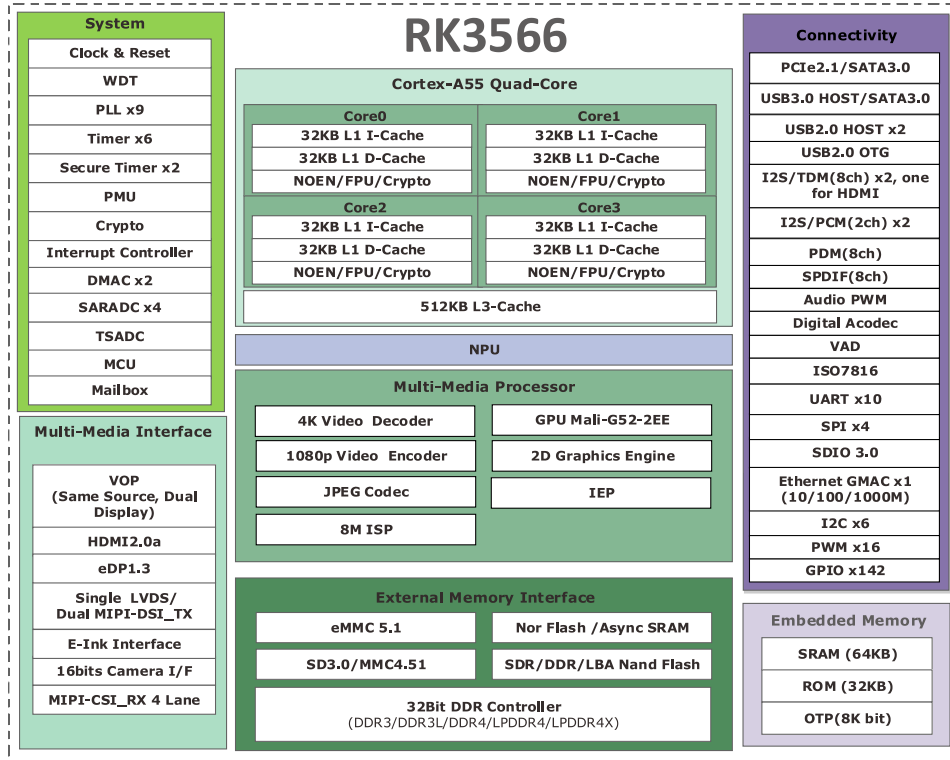 RK3566
System
Clock & Reset
WDT
PLL x9
Timer x6
Secure Timer x2
PMU
Crypto
Interrupt Controller
DMAC x2
SARADC x4
TSADC
MCU
Mailbox
Multi-Media Interface
VOP
(Same Source, Dual
Display)
HDMI2.0a
eDP1.3
Single LVDS/
Dual MIPI-DSI_TX
E-Ink Interface
16bits Camera I/F
MIPI-CSI_RX 4 Lane
Cortex-A55 Quad-Core
Core0
32KB L1 I-Cache
32KB L1 D-Cache
NOEN/FPU/Crypto
Core1
32KB L1 I-Cache
32KB L1 D-Cache
NOEN/FPU/Crypto
Core2
32KB L1 I-Cache
32KB L1 D-Cache
NOEN/FPU/Crypto
Core3
32KB L1 I-Cache
32KB L1 D-Cache
NOEN/FPU/Crypto
512KB L3-Cache
NPU
Multi-Media Processor
4K Video Decoder
1080p Video Encoder
JPEG Codec
8M ISP
GPU Mali-G52-2EE
2D Graphics Engine
IEP
External Memory Interface
eMMC 5.1
Nor Flash /Async SRAM
SD3.0/MMC4.51
SDR/DDR/LBA Nand Flash
32Bit DDR Controller
(DDR3/DDR3L/DDR4/LPDDR4/LPDDR4X)
Connectivity
PCIe2.1/SATA3.0
USB3.0 HOST/SATA3.0
USB2.0 HOST x2
USB2.0 OTG
I2S/TDM(8ch) x2, one
for HDMI
I2S/PCM(2ch) x2
PDM(8ch)
SPDIF(8ch)
Audio PWM
Digital Acodec
VAD
ISO7816
UART x10
SPI x4
SDIO 3.0
Ethernet GMAC x1
(10/100/1000M)
I2C x6
PWM x16
GPIO x142
Embedded Memory
SRAM (64KB)
ROM (32KB)
OTP(8K bit)